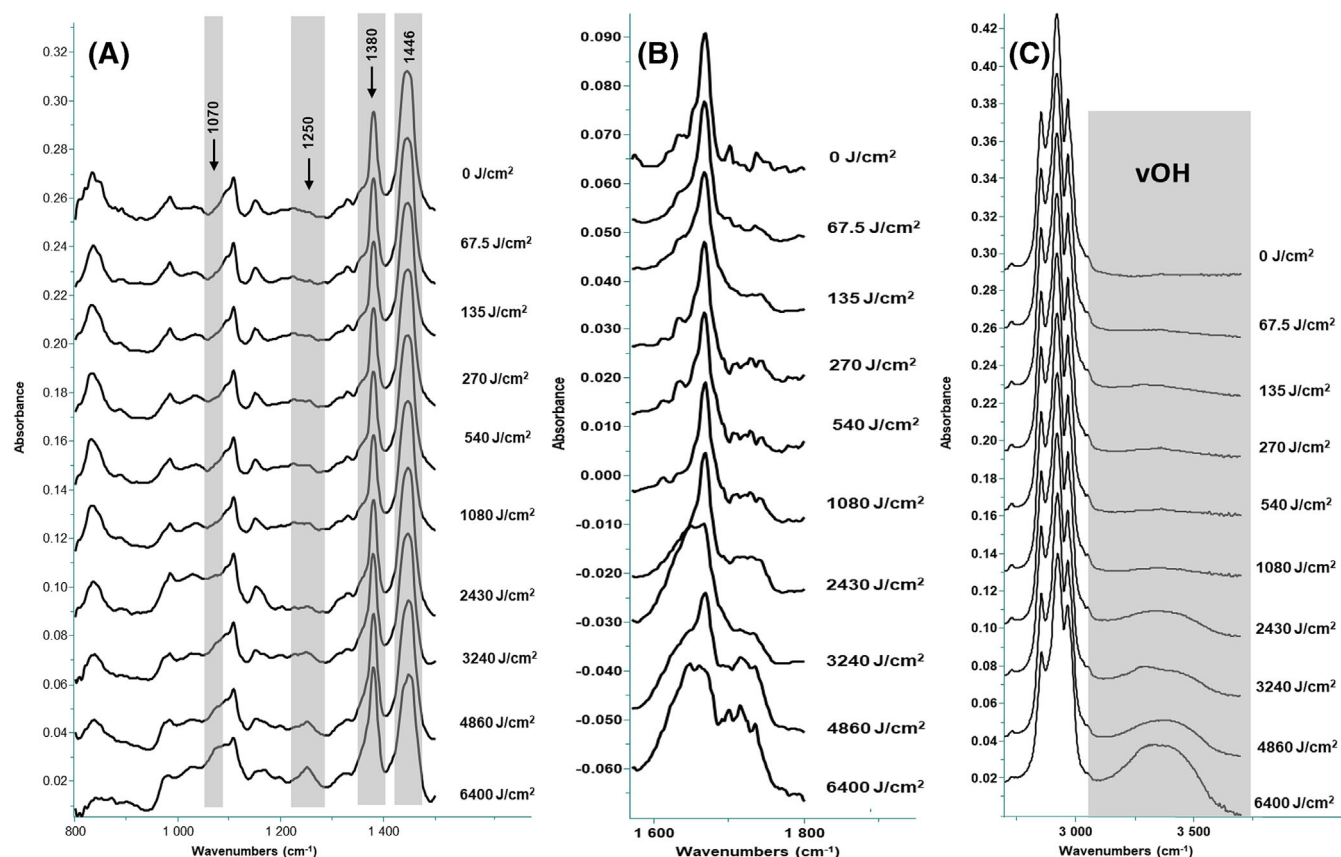 (A)
1070
1250
1380
1446
0.32
0.30
0.28
0.26
0.24
0.22
0.20
0.18
0.16
0.14
0.12
0.10
0.08
0.06
0.04
0.02
Absorbance
0 J/cm²
67.5 J/cm²
135 J/cm²
270 J/cm²
540 J/cm²
1080 J/cm²
2430 J/cm²
3240 J/cm²
4860 J/cm²
6400 J/cm²
800
1 000
1 200
1 400
Wavenumbers (cm⁻¹)
(B)
0.090
0.080
0.070
0.060
0.050
0.040
0.030
0.020
0.010
0.000
-0.010
-0.020
-0.030
-0.040
-0.050
-0.060
Absorbance
0 J/cm²
67.5 J/cm²
135 J/cm²
270 J/cm²
540 J/cm²
1080 J/cm²
2430 J/cm²
3240 J/cm²
4860 J/cm²
6400 J/cm²
1 600
1 800
Wavenumbers (cm⁻¹)
(C)
νOH
0.42
0.40
0.38
0.36
0.34
0.32
0.30
0.28
0.26
0.24
0.22
0.20
0.18
0.16
0.14
0.12
0.10
0.08
0.06
0.04
0.02
Absorbance
0 J/cm²
67.5 J/cm²
135 J/cm²
270 J/cm²
540 J/cm²
1080 J/cm²
2430 J/cm²
3240 J/cm²
4860 J/cm²
6400 J/cm²
3 000
3 500
Wavenumbers (cm⁻¹)